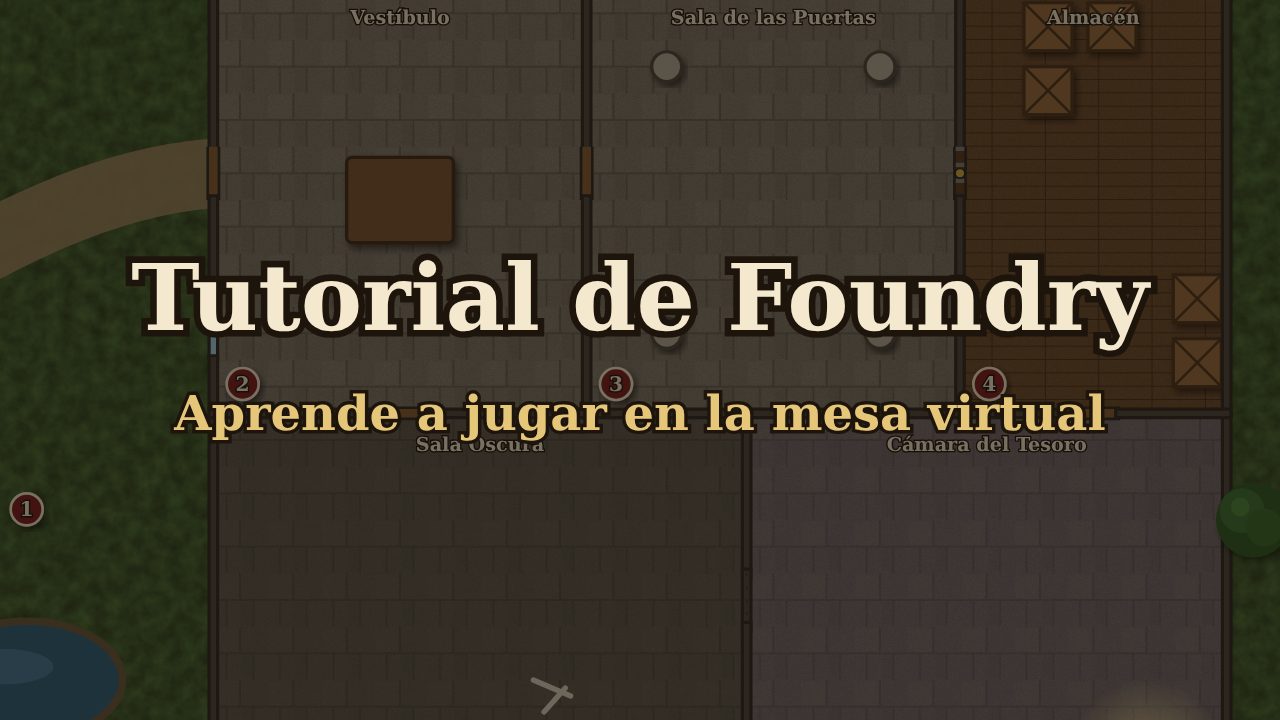 Vestíbulo
Sala de las Puertas
Almacén
Tutorial de Foundry
2
3
4
Aprende a jugar en la mesa virtual
Sala Oscura
Cámara del Tesoro
1